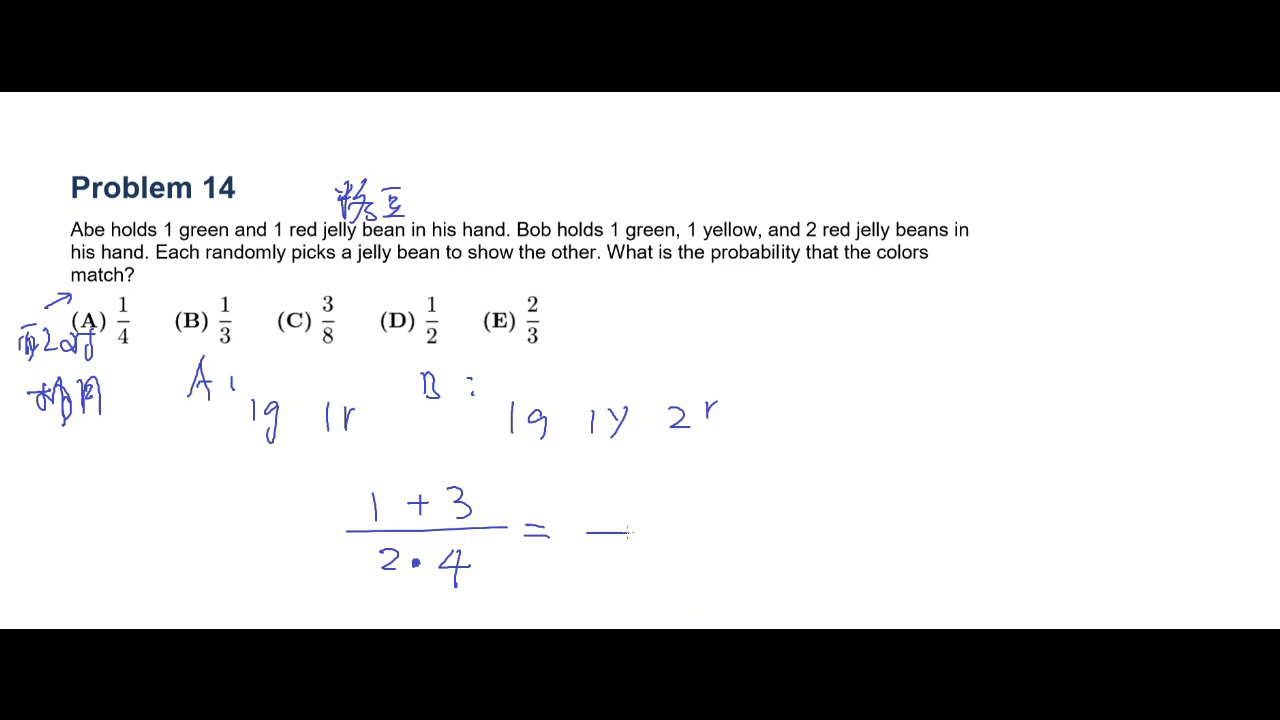 Problem 14
豆
Abe holds 1 green and 1 red jelly bean in his hand. Bob holds 1 green, 1 yellow, and 2 red jelly beans in
his hand. Each randomly picks a jelly bean to show the other. What is the probability that the colors
match?
(A) 1/4 (B) 1/3 (C) 3/8 (D) 1/2 (E) 2/3
A: B:
1g 1r 1g 1y 2r
1 + 3
2 · 4 =